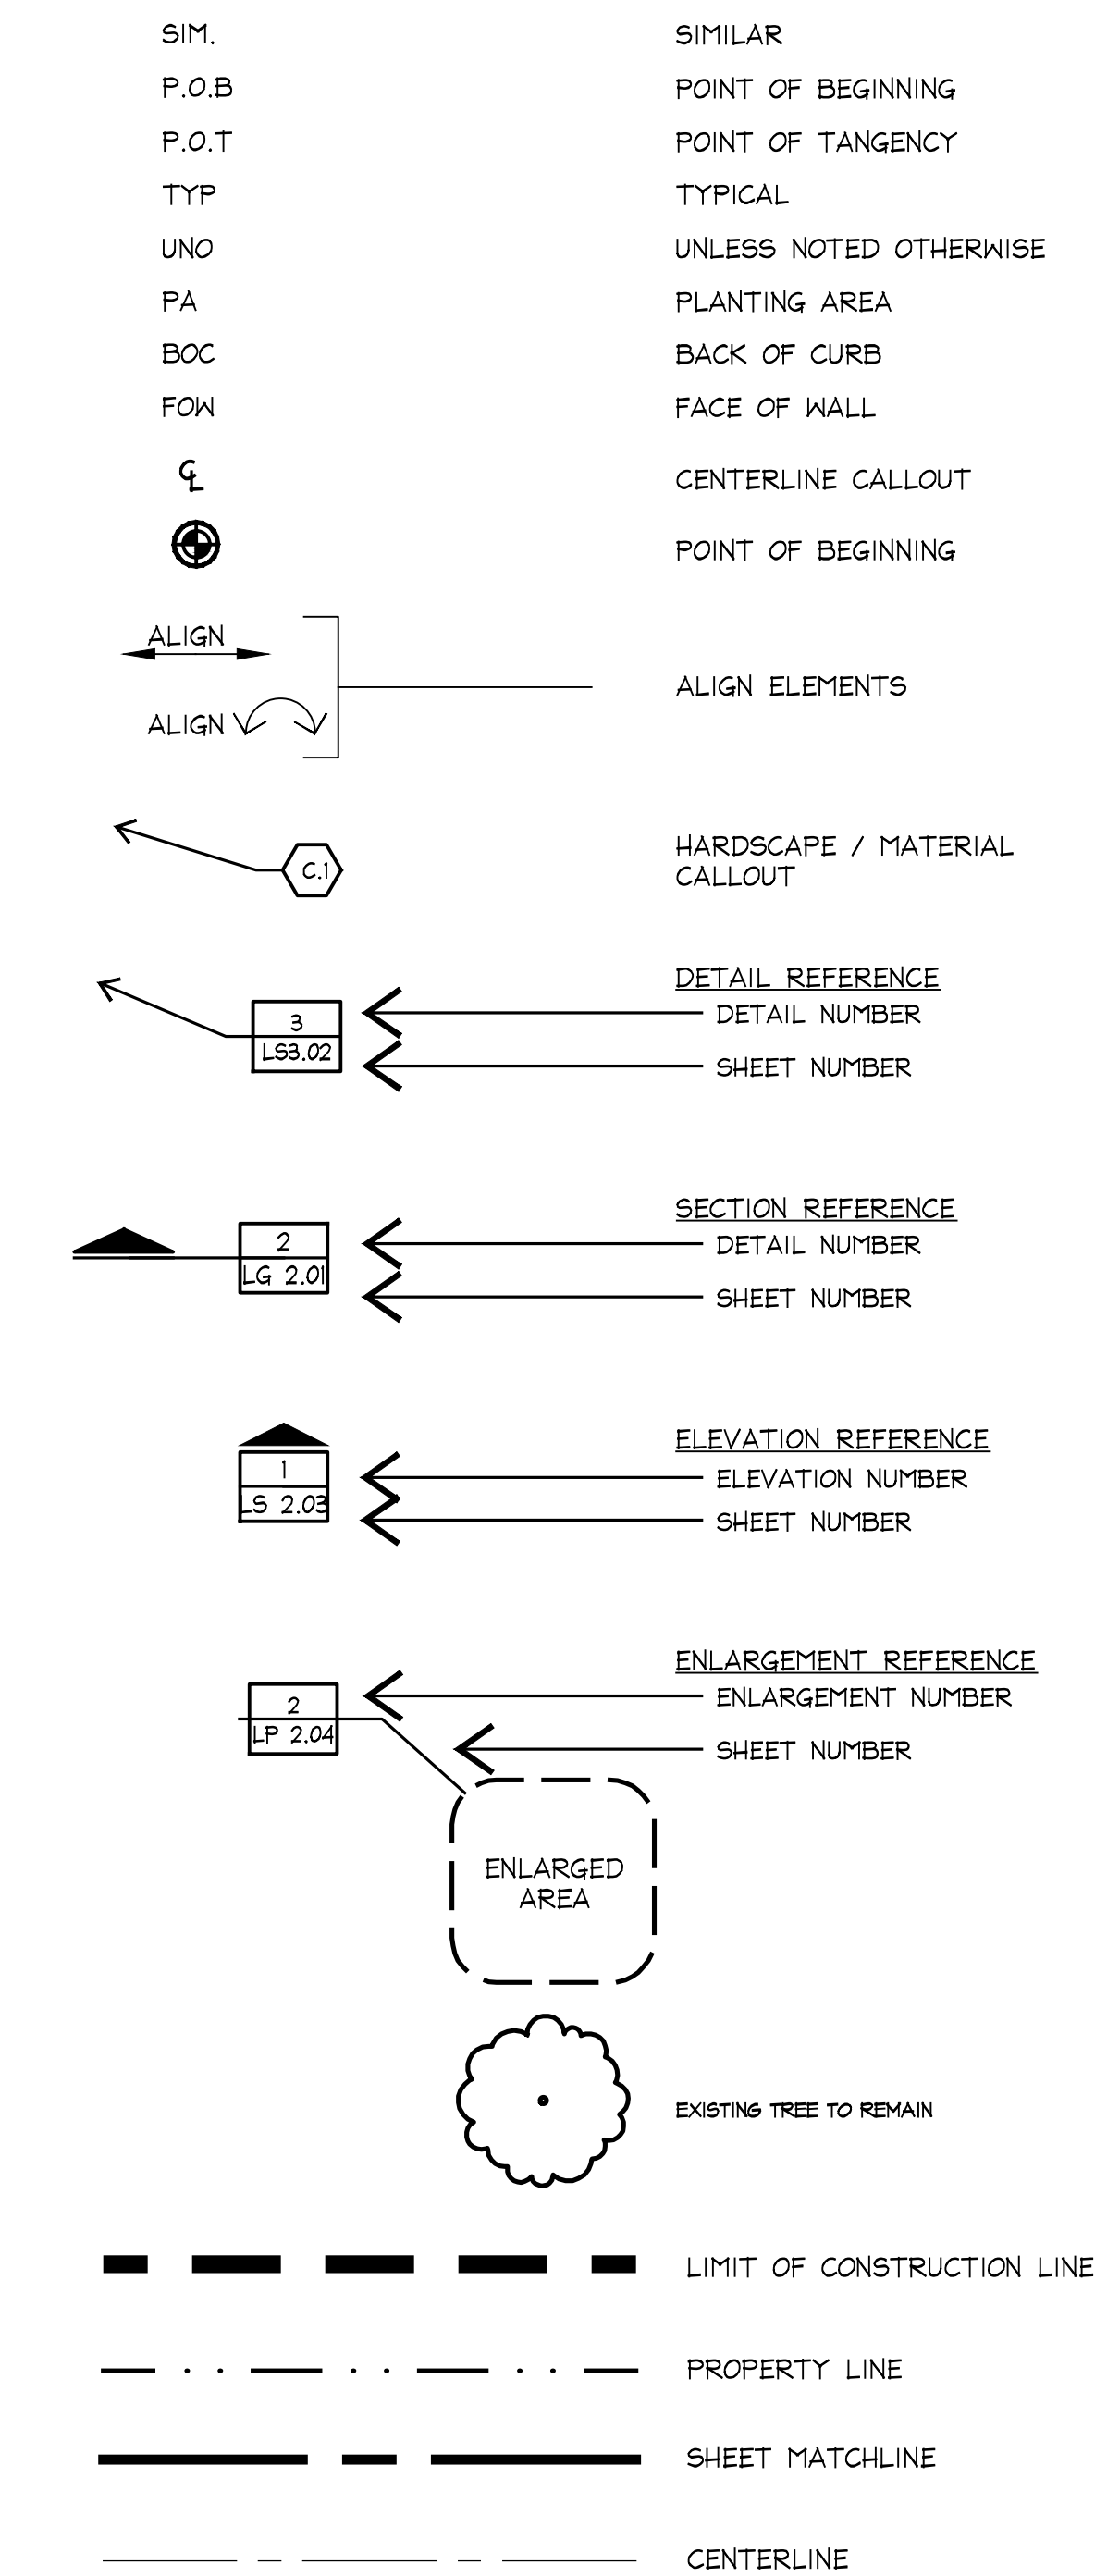 SIM. SIMILAR
P.O.B POINT OF BEGINNING
P.O.T POINT OF TANGENCY
TYP TYPICAL
UNO UNLESS NOTED OTHERWISE
PA PLANTING AREA
BOC BACK OF CURB
FOW FACE OF WALL
℄ CENTERLINE CALLOUT
POINT OF BEGINNING
ALIGN
ALIGN ELEMENTS
ALIGN
C.1 HARDSCAPE / MATERIAL
CALLOUT
DETAIL REFERENCE
3 DETAIL NUMBER
LS3.02 SHEET NUMBER
SECTION REFERENCE
2 DETAIL NUMBER
LG 2.01 SHEET NUMBER
ELEVATION REFERENCE
1 ELEVATION NUMBER
LS 2.03 SHEET NUMBER
ENLARGEMENT REFERENCE
2 ENLARGEMENT NUMBER
LP 2.04 SHEET NUMBER
ENLARGED
AREA
EXISTING TREE TO REMAIN
LIMIT OF CONSTRUCTION LINE
PROPERTY LINE
SHEET MATCHLINE
CENTERLINE